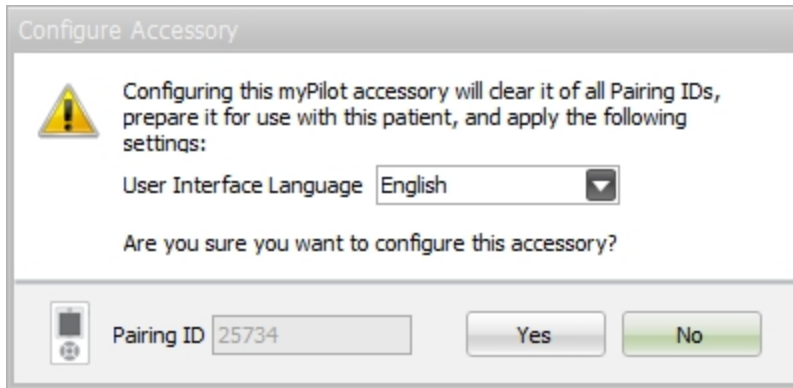 Configure Accessory
Configuring this myPilot accessory will clear it of all Pairing IDs,
prepare it for use with this patient, and apply the following
settings:
User Interface Language English
Are you sure you want to configure this accessory?
Pairing ID 25734 Yes No